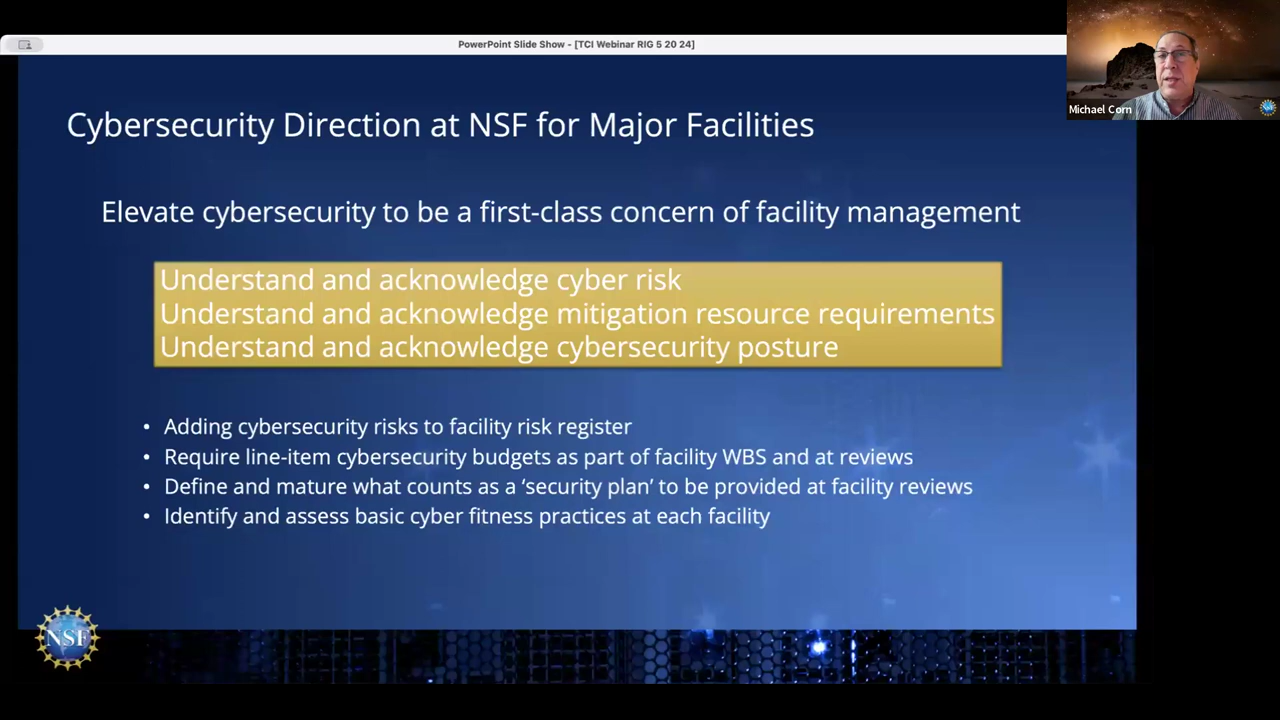 PowerPoint Slide Show - [TCI Webinar RIG 5 20 24]
Michael Corn
Cybersecurity Direction at NSF for Major Facilities
Elevate cybersecurity to be a first-class concern of facility management
Understand and acknowledge cyber risk
Understand and acknowledge mitigation resource requirements
Understand and acknowledge cybersecurity posture
• Adding cybersecurity risks to facility risk register
• Require line-item cybersecurity budgets as part of facility WBS and at reviews
• Define and mature what counts as a ‘security plan’ to be provided at facility reviews
• Identify and assess basic cyber fitness practices at each facility
NSF